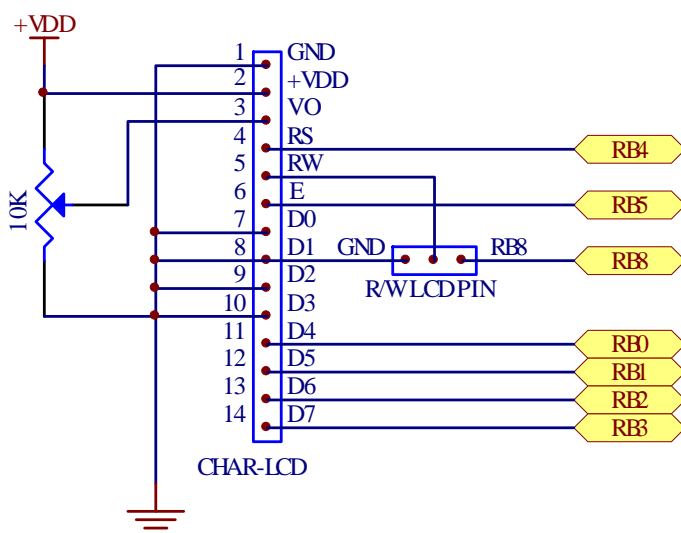 +VDD
1 GND
2 +VDD
3 VO
4 RS RB4
5 RW
6 E RB5
7 D0
8 D1 GND RB8 RB8
9 D2 R/W LCD PIN
10 D3
11 D4 RB0
12 D5 RB1
13 D6 RB2
14 D7 RB3
10K
CHAR-LCD